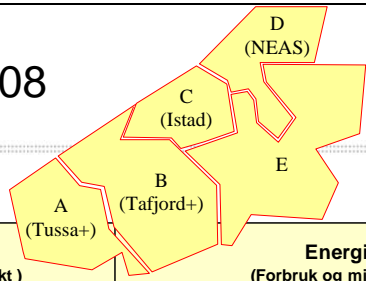 D
(NEAS)
08
C
(Istad)
E
B
(Tafjord+)
A
(Tussa+)
Energi
kt )
(Forbruk og mi